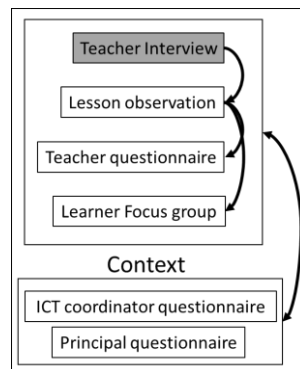 Teacher Interview
Lesson observation
Teacher questionnaire
Learner Focus group
Context
ICT coordinator questionnaire
Principal questionnaire